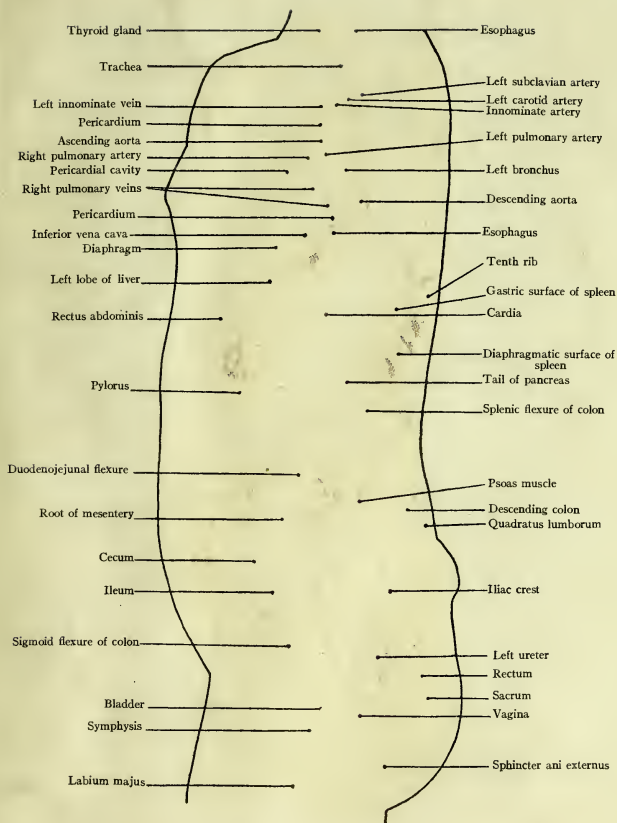 Thyroid gland
Trachea
Left innominate vein
Pericardium
Ascending aorta
Right pulmonary artery
Pericardial cavity
Right pulmonary veins
Pericardium
Inferior vena cava
Diaphragm
Left lobe of liver
Rectus abdominis
Pylorus
Duodenojejunal flexure
Root of mesentery
Cecum
Ileum
Sigmoid flexure of colon
Bladder
Symphysis
Labium majus
Esophagus
Left subclavian artery
Left carotid artery
Innominate artery
Left pulmonary artery
Left bronchus
Descending aorta
Esophagus
Tenth rib
Gastric surface of spleen
Cardia
Diaphragmatic surface of
spleen
Tail of pancreas
Splenic flexure of colon
Psoas muscle
Descending colon
Quadratus lumborum
Iliac crest
Left ureter
Rectum
Sacrum
Vagina
Sphincter ani externus